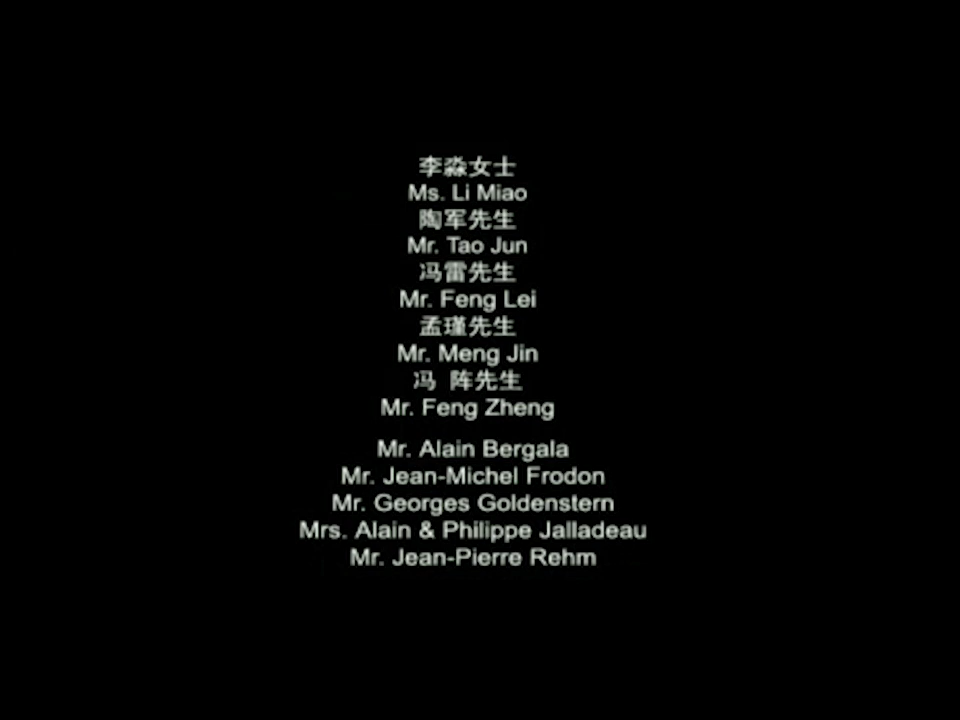 李淼女士
Ms. Li Miao
陶军先生
Mr. Tao Jun
冯雷先生
Mr. Feng Lei
孟瑾先生
Mr. Meng Jin
冯 阵先生
Mr. Feng Zheng
Mr. Alain Bergala
Mr. Jean-Michel Frodon
Mr. Georges Goldenstern
Mrs. Alain & Philippe Jalladeau
Mr. Jean-Pierre Rehm